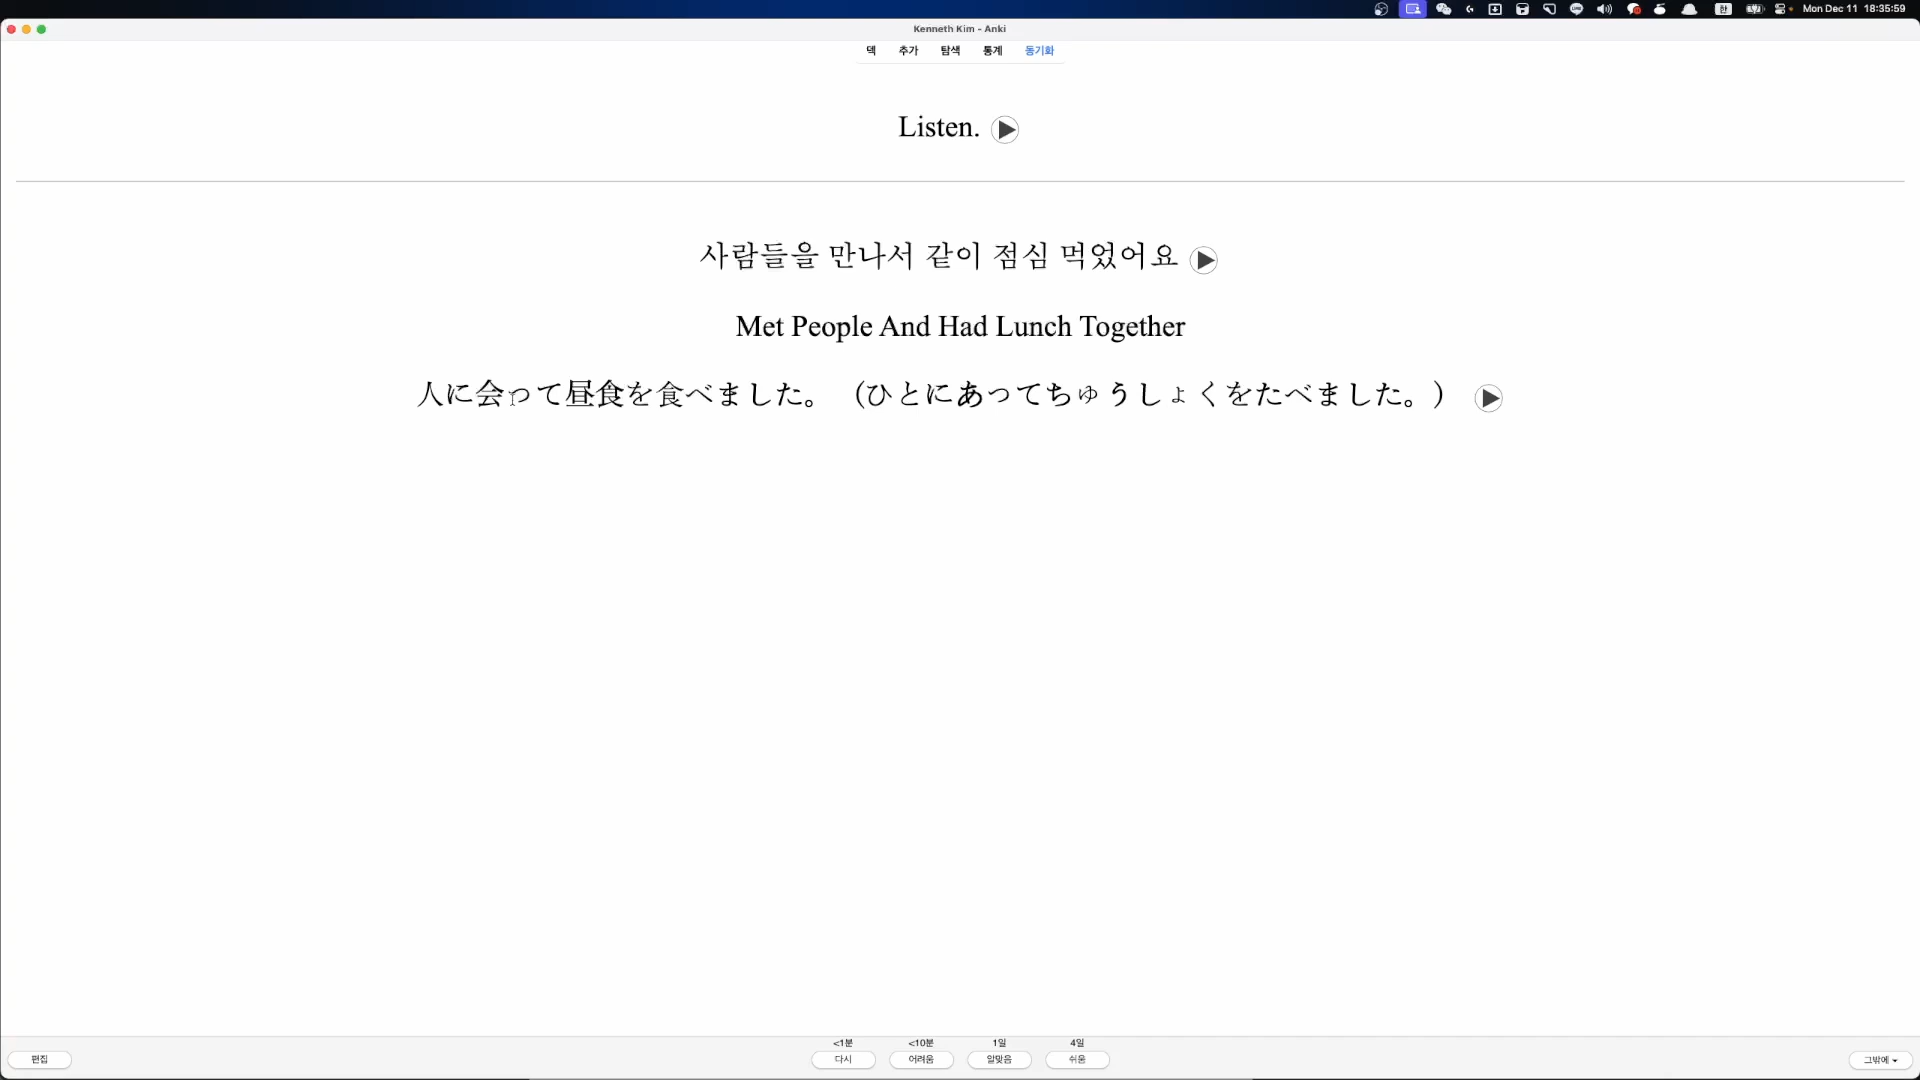 Mon Dec 11 18:35:59
Kenneth Kim - Anki
덱 추가 탐색 통계 동기화
Listen.
사람들을 만나서 같이 점심 먹었어요
Met People And Had Lunch Together
人に会って昼食を食べました。 (ひとにあってちゅうしょくをたべました。)
<1분 <10분 1일 4일
편집 다시 어려움 알맞음 쉬움 그밖에